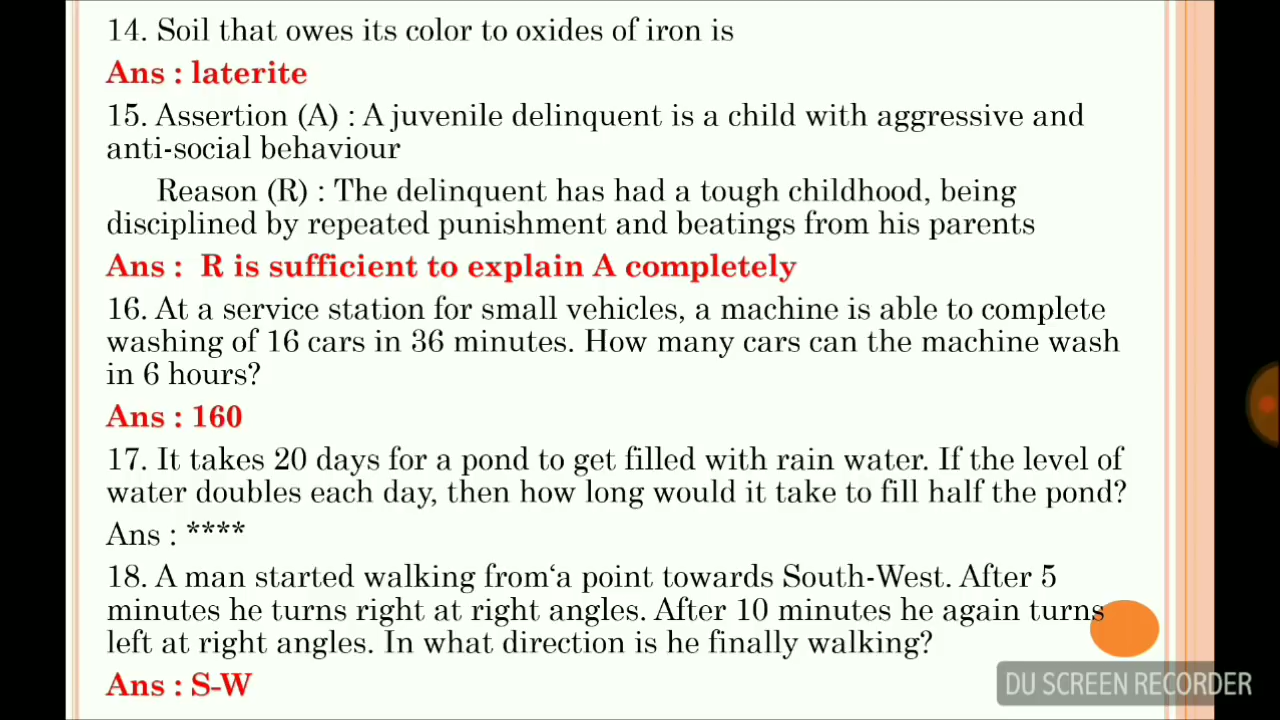 14. Soil that owes its color to oxides of iron is
Ans : laterite
15. Assertion (A) : A juvenile delinquent is a child with aggressive and
anti-social behaviour
Reason (R) : The delinquent has had a tough childhood, being
disciplined by repeated punishment and beatings from his parents
Ans :  R is sufficient to explain A completely
16. At a service station for small vehicles, a machine is able to complete
washing of 16 cars in 36 minutes. How many cars can the machine wash
in 6 hours?
Ans : 160
17. It takes 20 days for a pond to get filled with rain water. If the level of
water doubles each day, then how long would it take to fill half the pond?
Ans : ****
18. A man started walking from‘a point towards South-West. After 5
minutes he turns right at right angles. After 10 minutes he again turns
left at right angles. In what direction is he finally walking?
Ans : S-W
DU SCREEN RECORDER